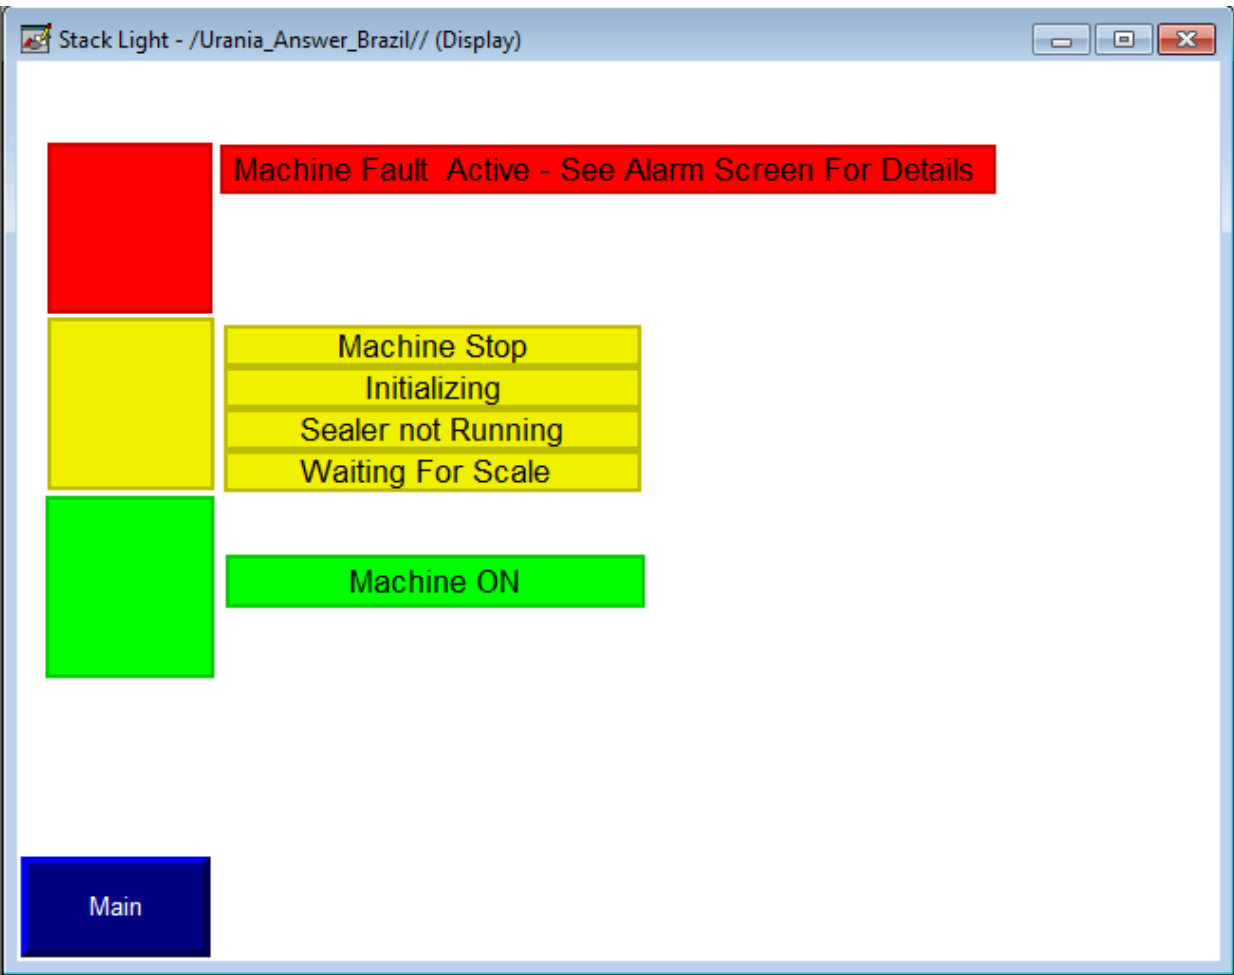 Stack Light - /Urania_Answer_Brazil// (Display)
Machine Fault  Active - See Alarm Screen For Details
Machine Stop
Initializing
Sealer not Running
Waiting For Scale
Machine ON
Main